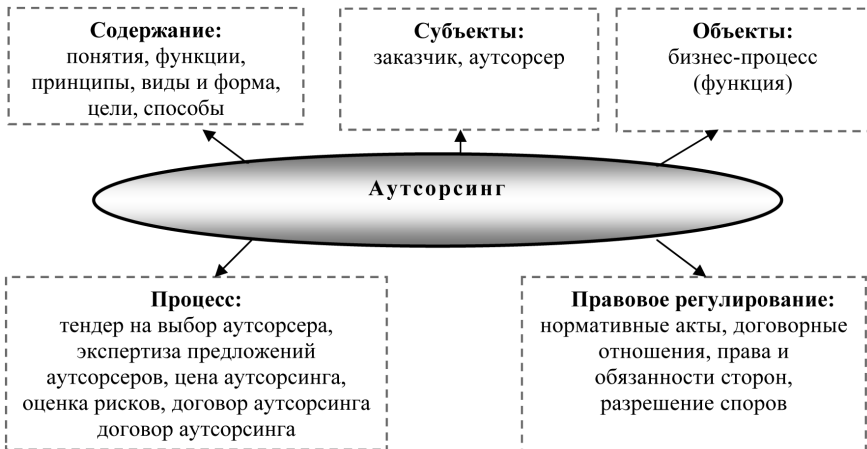 Содержание:
понятия, функции,
принципы, виды и форма,
цели, способы
Субъекты:
заказчик, аутсорсер
Объекты:
бизнес-процесс
(функция)
Аутсорсинг
Процесс:
тендер на выбор аутсорсера,
экспертиза предложений
аутсорсеров, цена аутсорсинга,
оценка рисков, договор аутсорсинга
договор аутсорсинга
Правовое регулирование:
нормативные акты, договорные
отношения, права и
обязанности сторон,
разрешение споров